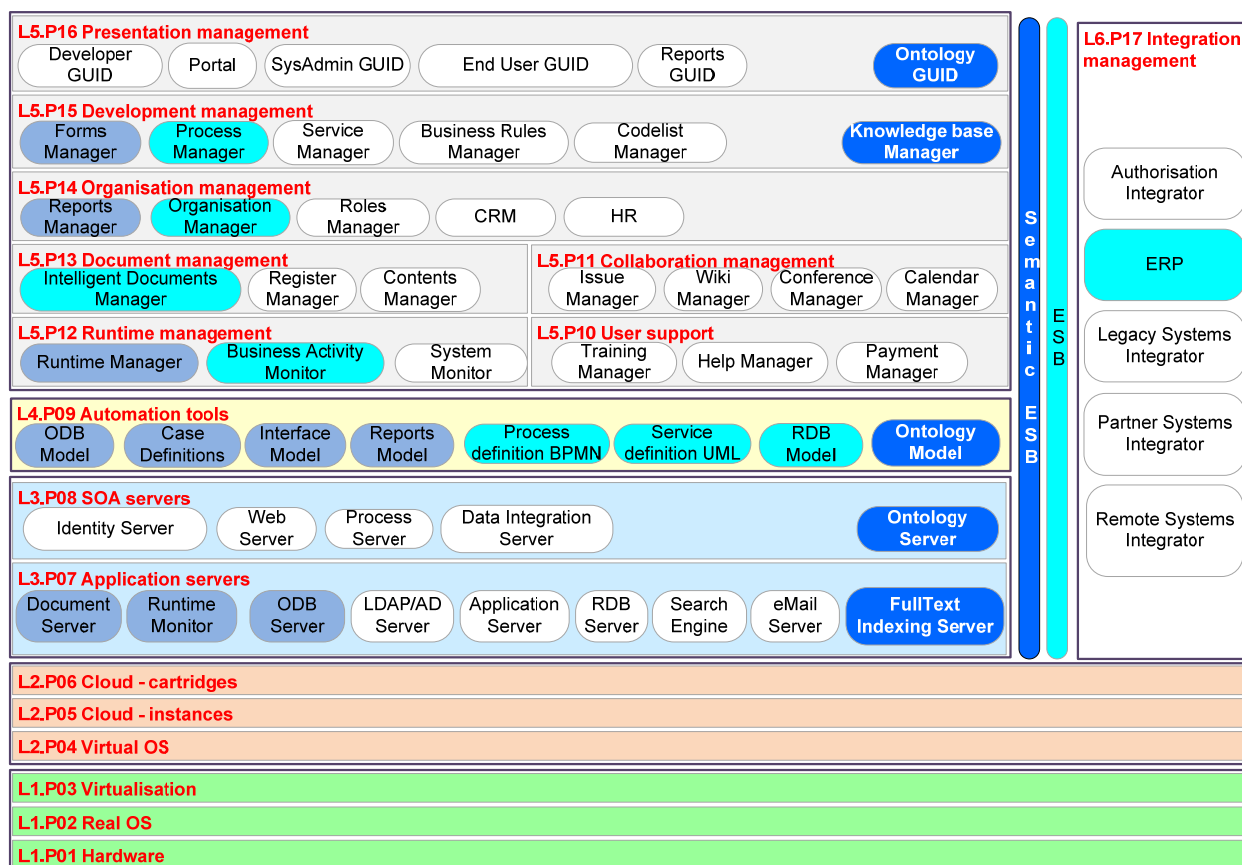 L5.P16 Presentation management
Developer
GUID
Portal
SysAdmin GUID
End User GUID
Reports
GUID
Ontology
GUID
L5.P15 Development management
Forms
Manager
Process
Manager
Service
Manager
Business Rules
Manager
Codelist
Manager
Knowledge base
Manager
L5.P14 Organisation management
Reports
Manager
Organisation
Manager
Roles
Manager
CRM
HR
L5.P13 Document management
Intelligent Documents
Manager
Register
Manager
Contents
Manager
L5.P11 Collaboration management
Issue
Manager
Wiki
Manager
Conference
Manager
Calendar
Manager
L5.P12 Runtime management
Runtime Manager
Business Activity
Monitor
System
Monitor
L5.P10 User support
Training
Manager
Help Manager
Payment
Manager
L4.P09 Automation tools
ODB
Model
Case
Definitions
Interface
Model
Reports
Model
Process
definition BPMN
Service
definition UML
RDB
Model
Ontology
Model
L3.P08 SOA servers
Identity Server
Web
Server
Process
Server
Data Integration
Server
Ontology
Server
L3.P07 Application servers
Document
Server
Runtime
Monitor
ODB
Server
LDAP/AD
Server
Application
Server
RDB
Server
Search
Engine
eMail
Server
FullText
Indexing Server
Semantic ESB
ESB
L6.P17 Integration
management
Authorisation
Integrator
ERP
Legacy Systems
Integrator
Partner Systems
Integrator
Remote Systems
Integrator
L2.P06 Cloud - cartridges
L2.P05 Cloud - instances
L2.P04 Virtual OS
L1.P03 Virtualisation
L1.P02 Real OS
L1.P01 Hardware